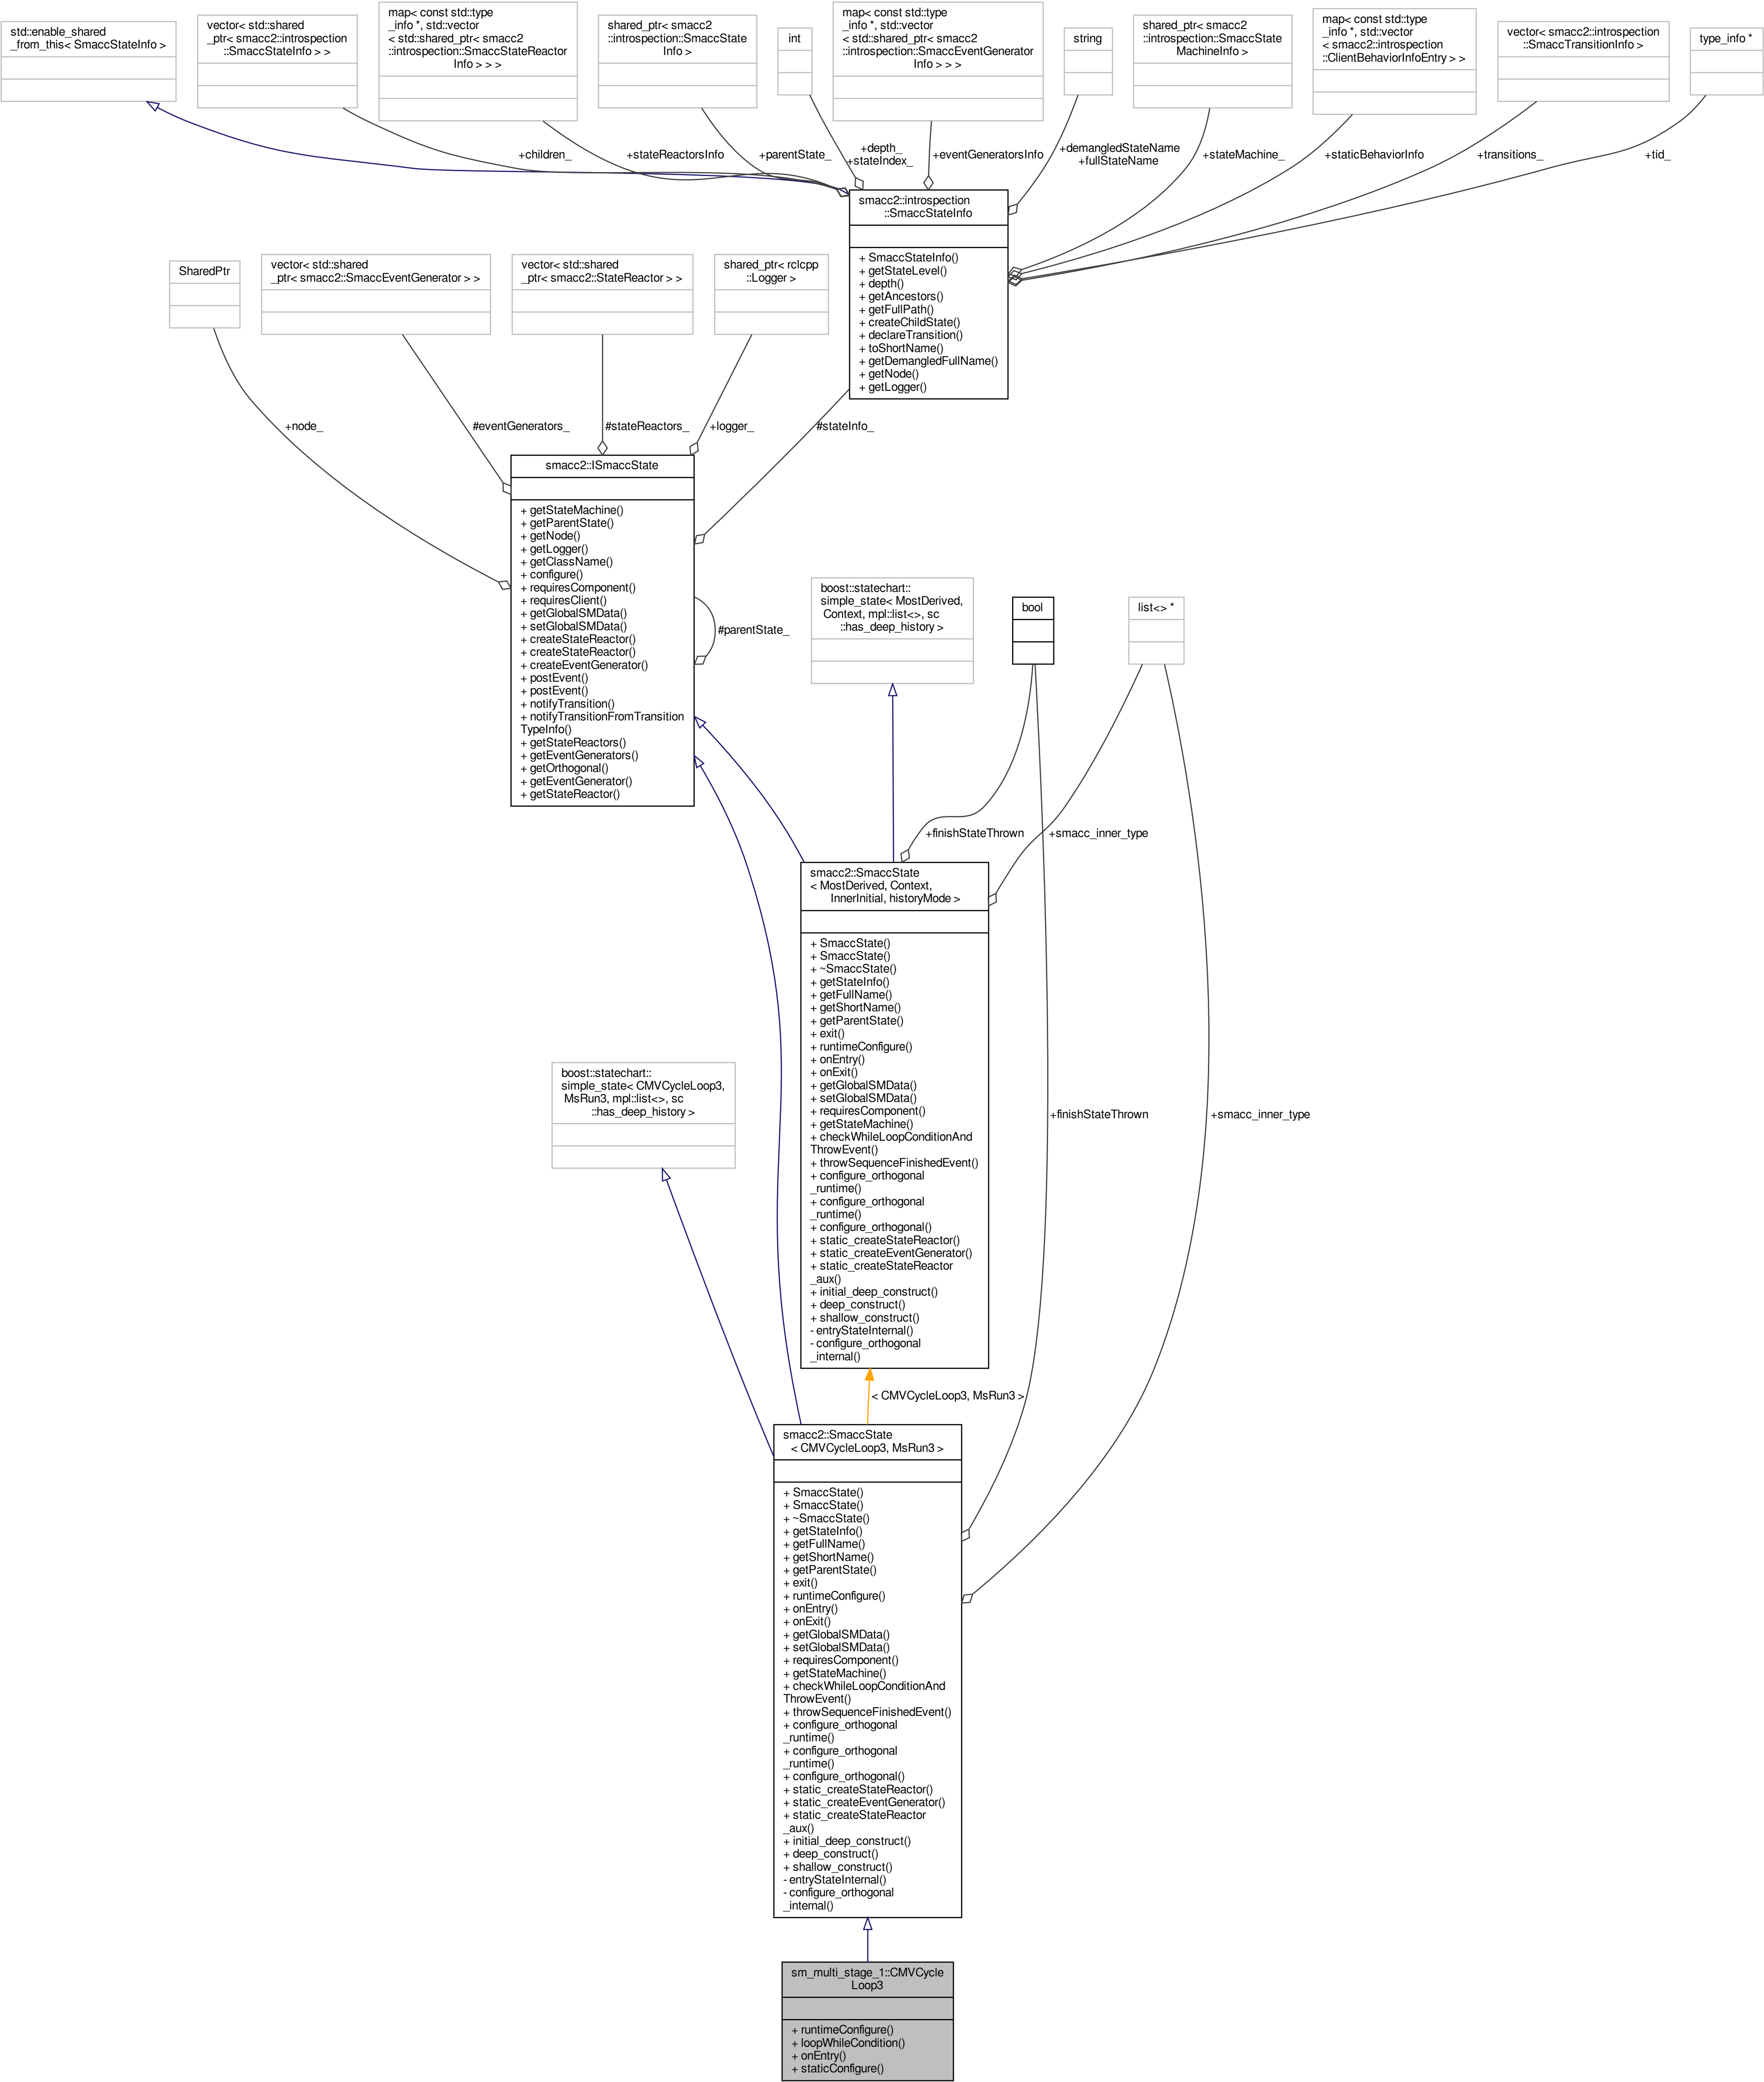 std::enable_shared
_from_this< SmaccStateInfo >
vector< std::shared
_ptr< smacc2::introspection
::SmaccStateInfo > >
map< const std::type
_info *, std::vector
< std::shared_ptr< smacc2
::introspection::SmaccStateReactor
Info > > >
shared_ptr< smacc2
::introspection::SmaccState
Info >
int
map< const std::type
_info *, std::vector
< std::shared_ptr< smacc2
::introspection::SmaccEventGenerator
Info > > >
string
shared_ptr< smacc2
::introspection::SmaccState
MachineInfo >
map< const std::type
_info *, std::vector
< smacc2::introspection
::ClientBehaviorInfoEntry > >
vector< smacc2::introspection
::SmaccTransitionInfo >
type_info *
+children_
+stateReactorsInfo
+parentState_
+depth_
+stateIndex_
+eventGeneratorsInfo
+demangledStateName
+fullStateName
+stateMachine_
+staticBehaviorInfo
+transitions_
+tid_
smacc2::introspection
::SmaccStateInfo
+ SmaccStateInfo()
+ getStateLevel()
+ depth()
+ getAncestors()
+ getFullPath()
+ createChildState()
+ declareTransition()
+ toShortName()
+ getDemangledFullName()
+ getNode()
+ getLogger()
SharedPtr
vector< std::shared
_ptr< smacc2::SmaccEventGenerator > >
vector< std::shared
_ptr< smacc2::StateReactor > >
shared_ptr< rclcpp
::Logger >
+node_
#eventGenerators_
#stateReactors_
+logger_
#stateInfo_
smacc2::ISmaccState
+ getStateMachine()
+ getParentState()
+ getNode()
+ getLogger()
+ getClassName()
+ configure()
+ requiresComponent()
+ requiresClient()
+ getGlobalSMData()
+ setGlobalSMData()
+ createStateReactor()
+ createStateReactor()
+ createEventGenerator()
+ postEvent()
+ postEvent()
+ notifyTransition()
+ notifyTransitionFromTransition
TypeInfo()
+ getStateReactors()
+ getEventGenerators()
+ getOrthogonal()
+ getEventGenerator()
+ getStateReactor()
#parentState_
boost::statechart::
simple_state< MostDerived,
Context, mpl::list<>, sc
::has_deep_history >
bool
list<> *
+finishStateThrown
+smacc_inner_type
smacc2::SmaccState
< MostDerived, Context,
InnerInitial, historyMode >
+ SmaccState()
+ SmaccState()
+ ~SmaccState()
+ getStateInfo()
+ getFullName()
+ getShortName()
+ getParentState()
+ exit()
+ runtimeConfigure()
+ onEntry()
+ onExit()
+ getGlobalSMData()
+ setGlobalSMData()
+ requiresComponent()
+ getStateMachine()
+ checkWhileLoopConditionAnd
ThrowEvent()
+ throwSequenceFinishedEvent()
+ configure_orthogonal
_runtime()
+ configure_orthogonal
_runtime()
+ configure_orthogonal()
+ static_createStateReactor()
+ static_createEventGenerator()
+ static_createStateReactor
_aux()
+ initial_deep_construct()
+ deep_construct()
+ shallow_construct()
- entryStateInternal()
- configure_orthogonal
_internal()
boost::statechart::
simple_state< CMVCycleLoop3,
MsRun3, mpl::list<>, sc
::has_deep_history >
+finishStateThrown
+smacc_inner_type
< CMVCycleLoop3, MsRun3 >
smacc2::SmaccState
< CMVCycleLoop3, MsRun3 >
+ SmaccState()
+ SmaccState()
+ ~SmaccState()
+ getStateInfo()
+ getFullName()
+ getShortName()
+ getParentState()
+ exit()
+ runtimeConfigure()
+ onEntry()
+ onExit()
+ getGlobalSMData()
+ setGlobalSMData()
+ requiresComponent()
+ getStateMachine()
+ checkWhileLoopConditionAnd
ThrowEvent()
+ throwSequenceFinishedEvent()
+ configure_orthogonal
_runtime()
+ configure_orthogonal
_runtime()
+ configure_orthogonal()
+ static_createStateReactor()
+ static_createEventGenerator()
+ static_createStateReactor
_aux()
+ initial_deep_construct()
+ deep_construct()
+ shallow_construct()
- entryStateInternal()
- configure_orthogonal
_internal()
sm_multi_stage_1::CMVCycle
Loop3
+ runtimeConfigure()
+ loopWhileCondition()
+ onEntry()
+ staticConfigure()